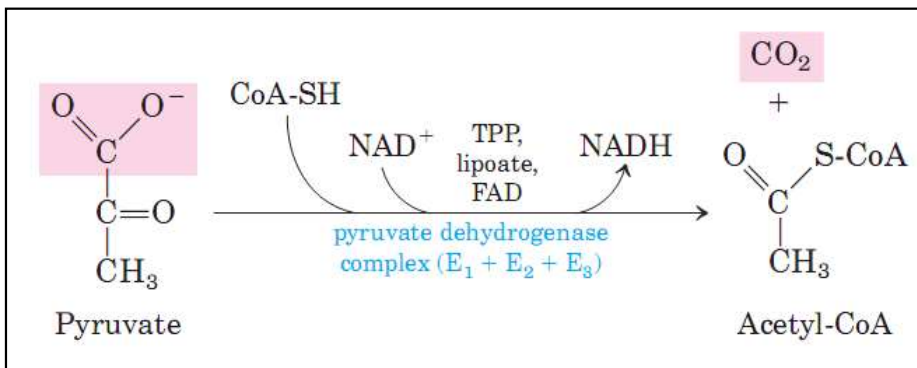 CO₂
+
O O⁻
C
C=O
CH₃
Pyruvate
CoA-SH
NAD⁺
TPP,
lipoate,
FAD
NADH
pyruvate dehydrogenase
complex (E₁ + E₂ + E₃)
O S-CoA
C
CH₃
Acetyl-CoA